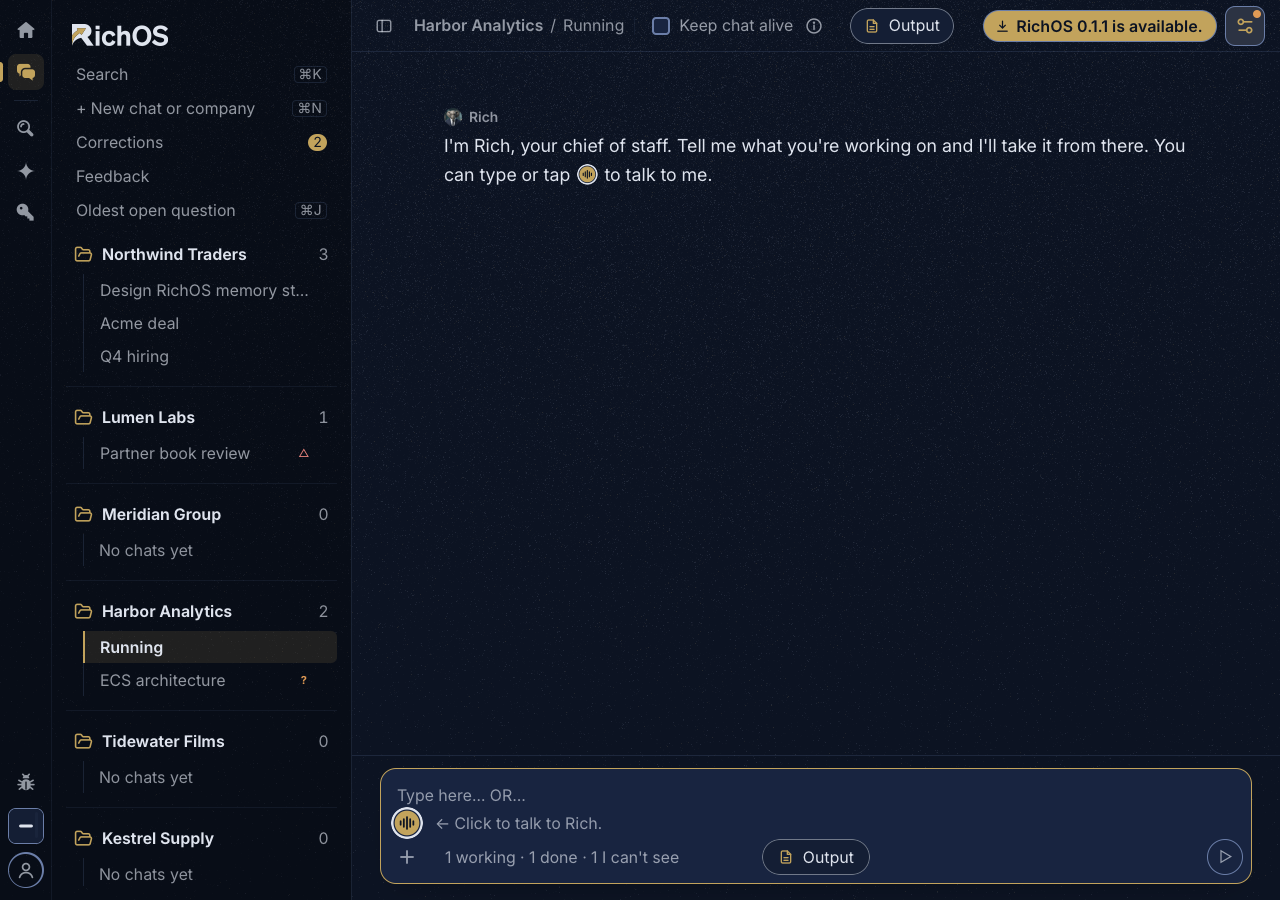 RichOS
Search ⌘K
+ New chat or company ⌘N
Corrections 2
Feedback
Oldest open question ⌘J
Northwind Traders 3
Design RichOS memory st...
Acme deal
Q4 hiring
Lumen Labs 1
Partner book review
Meridian Group 0
No chats yet
Harbor Analytics 2
Running
ECS architecture ?
Tidewater Films 0
No chats yet
Kestrel Supply 0
No chats yet
Harbor Analytics / Running
Keep chat alive
Output
RichOS 0.1.1 is available.
Rich
I'm Rich, your chief of staff. Tell me what you're working on and I'll take it from there. You
can type or tap to talk to me.
Type here... OR...
← Click to talk to Rich.
1 working · 1 done · 1 I can't see
Output